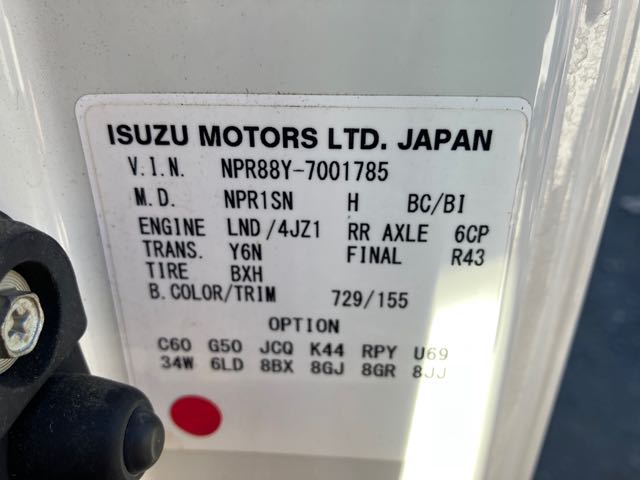 ISUZU MOTORS LTD. JAPAN
V.I.N. NPR88Y-7001785
M.D. NPR1SN H BC/BI
ENGINE LND/4JZ1 RR AXLE 6CP
TRANS. Y6N FINAL R43
TIRE BXH
B.COLOR/TRIM 729/155
OPTION
C60 G50 JCQ K44 RPY U69
34W 6LD 8BX 8GJ 8GR 8JJ